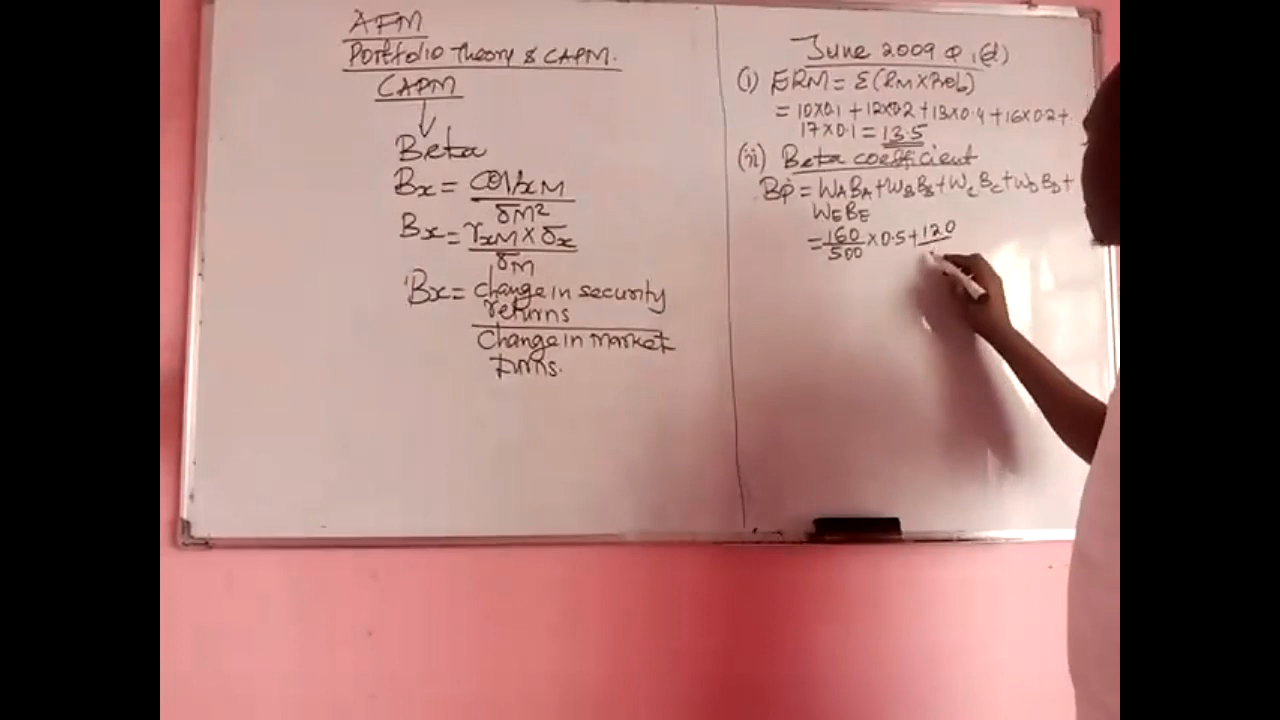 AFM
Portfolio Theory & CAPM.
CAPM
Beta
Bx = COVxM
δM²
Bx = rxM × δx
δM
Bx = change in security
returns
change in market
June 2009 Q1(d)
(i) ERM = Σ(RM × Prob)
= 10×0.1 + 12×0.2 + 13×0.4 + 16×0.2 +
17×0.1 = 13.5
(ii) Beta coefficient
BP = WABA + WBBB + WCBC + WDBD +
WEBE
= 160 × 0.5 + 120
500